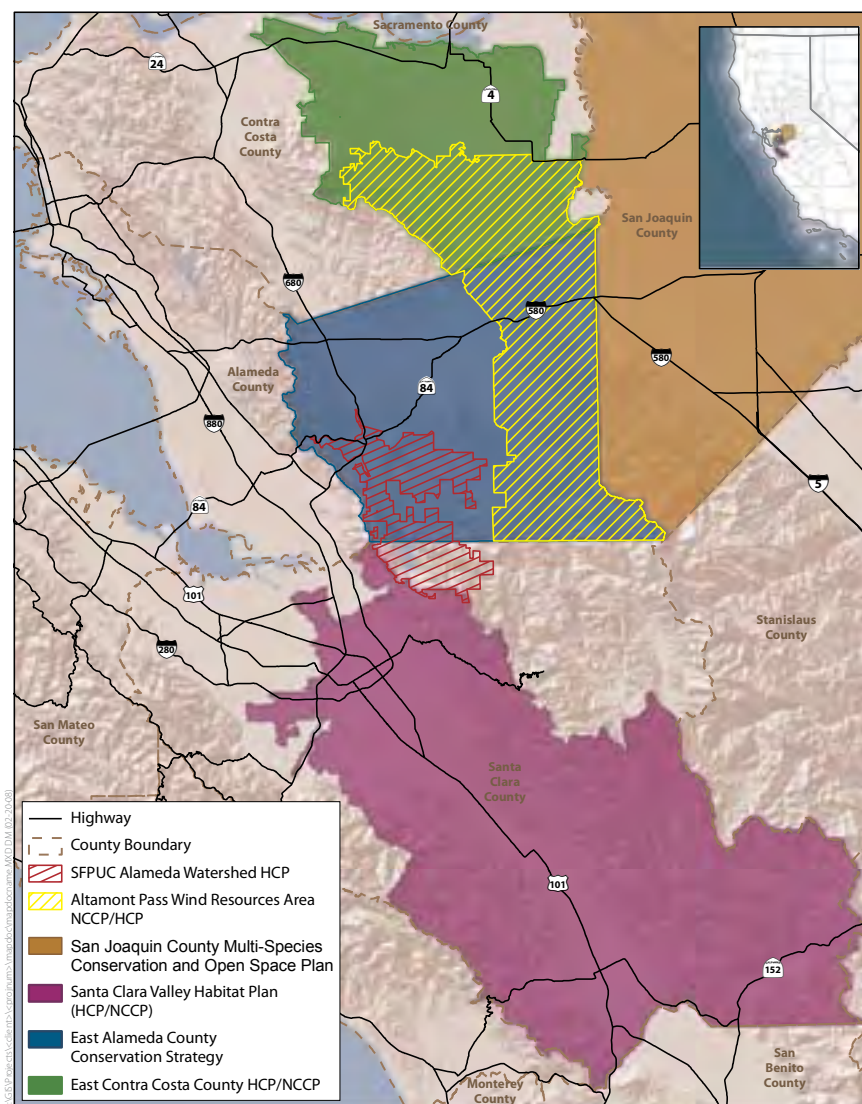 Sacramento County
24
4
Contra
Costa
County
San Joaquin
County
680
580
580
Alameda
County
84
880
84
5
101
Stanislaus
County
280
San Mateo
County
Santa
Clara
County
101
152
San
Benito
County
Monterey
County
Highway
County Boundary
SFPUC Alameda Watershed HCP
Altamont Pass Wind Resources Area
NCCP/HCP
San Joaquin County Multi-Species
Conservation and Open Space Plan
Santa Clara Valley Habitat Plan
(HCP/NCCP)
East Alameda County
Conservation Strategy
East Contra Costa County HCP/NCCP